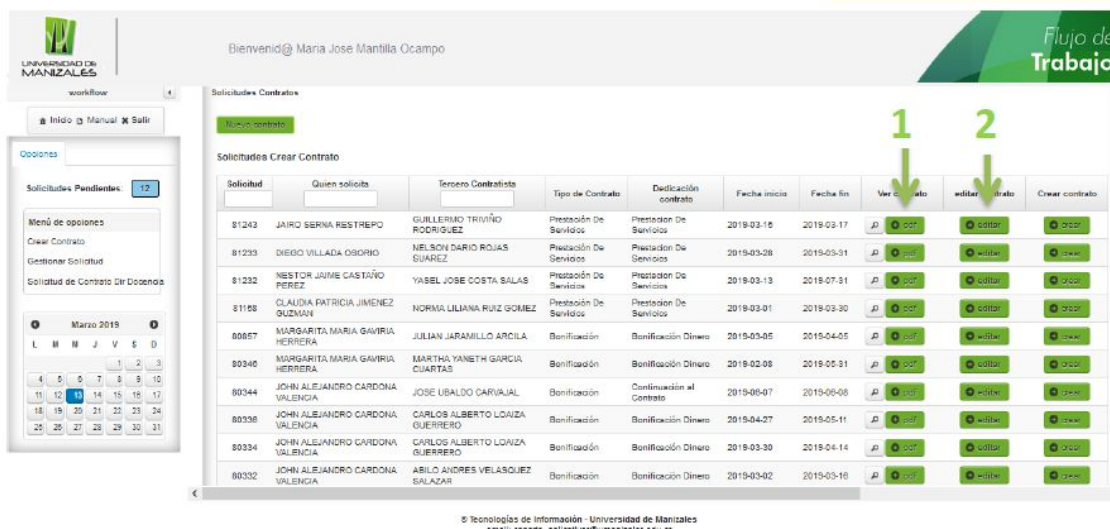 UNIVERSIDAD DE
MANIZALES
Bienvenid@ Maria Jose Mantilla Ocampo
Flujo de
Trabajo
workflow
Inicio Manual Salir
Opciones
Solicitudes Pendientes: 12
Menú de opciones
Crear Contrato
Gestionar Solicitud
Solicitud de Contrato Dir Docencia
Marzo 2019
L M M J V S D
1 2 3
4 5 6 7 8 9 10
11 12 13 14 15 16 17
18 19 20 21 22 23 24
25 26 27 28 29 30 31
Solicitudes Contratos
Nuevo contrato
1 2
Solicitudes Crear Contrato
Solicitud Quien solicita Tercero Contratista Tipo de Contrato Dedicación contrato Fecha inicio Fecha fin Ver contrato editar contrato Crear contrato
81243 JAIRO SERNA RESTREPO GUILLERMO TRIVIÑO RODRIGUEZ Prestación De Servicios Prestacion De Servicios 2019-03-16 2019-03-17 pdf editar crear
81233 DIEGO VILLADA OSORIO NELSON DARIO ROJAS SUAREZ Prestación De Servicios Prestacion De Servicios 2019-03-28 2019-03-31 pdf editar crear
81232 NESTOR JAIME CASTAÑO PEREZ YASEL JOSE COSTA SALAS Prestación De Servicios Prestacion De Servicios 2019-03-13 2019-07-31 pdf editar crear
81168 CLAUDIA PATRICIA JIMENEZ GUZMAN NORMA LILIANA RUIZ GOMEZ Prestación De Servicios Prestacion De Servicios 2019-03-01 2019-03-30 pdf editar crear
80857 MARGARITA MARIA GAVIRIA HERRERA JULIAN JARAMILLO ARCILA Bonificación Bonificación Dinero 2019-03-05 2019-04-05 pdf editar crear
80346 MARGARITA MARIA GAVIRIA HERRERA MARTHA YANETH GARCIA CUARTAS Bonificación Bonificación Dinero 2019-02-08 2019-05-31 pdf editar crear
80344 JOHN ALEJANDRO CARDONA VALENCIA JOSE UBALDO CARVAJAL Bonificación Continuación al Contrato 2019-06-07 2019-06-08 pdf editar crear
80336 JOHN ALEJANDRO CARDONA VALENCIA CARLOS ALBERTO LOAIZA GUERRERO Bonificación Bonificación Dinero 2019-04-27 2019-05-11 pdf editar crear
80334 JOHN ALEJANDRO CARDONA VALENCIA CARLOS ALBERTO LOAIZA GUERRERO Bonificación Bonificación Dinero 2019-03-30 2019-04-14 pdf editar crear
80332 JOHN ALEJANDRO CARDONA VALENCIA ABILO ANDRES VELASQUEZ SALAZAR Bonificación Bonificación Dinero 2019-03-02 2019-03-16 pdf editar crear
© Tecnologías de Información - Universidad de Manizales